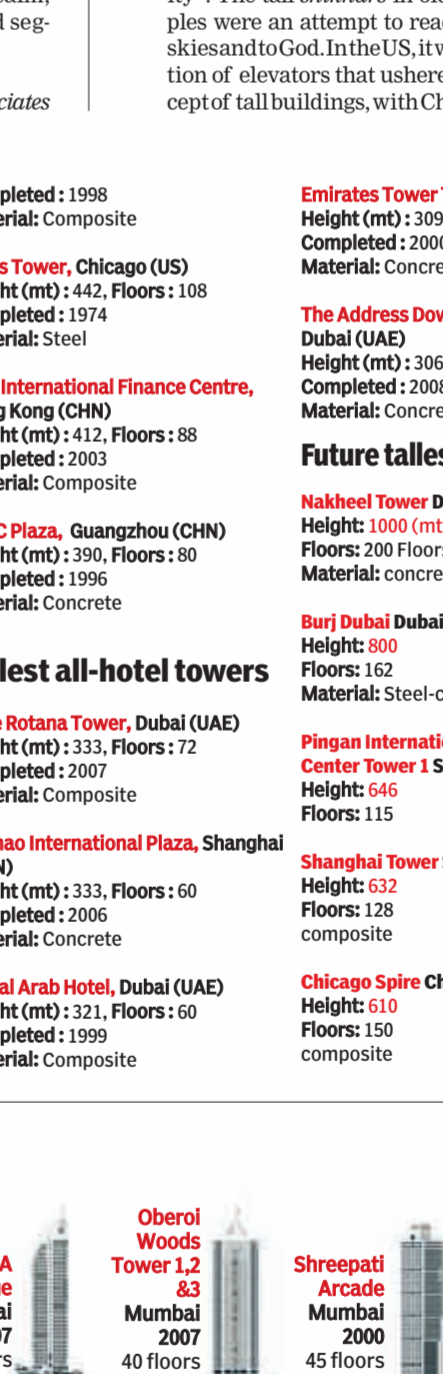 d seg-
ciates
ples were an attempt to reac
skies and to God. In the US, it w
tion of elevators that ushere
cept of tall buildings, with Ch
pleted : 1998
erial: Composite
s Tower, Chicago (US)
ht (mt) : 442, Floors : 108
pleted : 1974
erial: Steel
International Finance Centre,
g Kong (CHN)
ht (mt) : 412, Floors : 88
pleted : 2003
erial: Composite
C Plaza, Guangzhou (CHN)
ht (mt) : 390, Floors : 80
pleted : 1996
erial: Concrete
lest all-hotel towers
e Rotana Tower, Dubai (UAE)
ht (mt) : 333, Floors : 72
pleted : 2007
erial: Composite
nao International Plaza, Shanghai
N)
ht (mt) : 333, Floors : 60
pleted : 2006
erial: Concrete
al Arab Hotel, Dubai (UAE)
ht (mt) : 321, Floors : 60
pleted : 1999
erial: Composite
Emirates Tower T
Height (mt) : 309
Completed : 2000
Material: Concre
The Address Dow
Dubai (UAE)
Height (mt) : 306
Completed : 2008
Material: Concre
Future talles
Nakheel Tower D
Height: 1000 (mt
Floors: 200 Floors
Material: concre
Burj Dubai Dubai
Height: 800
Floors: 162
Material: Steel-c
Pingan Internati
Center Tower 1 S
Height: 646
Floors: 115
Shanghai Tower S
Height: 632
Floors: 128
composite
Chicago Spire Ch
Height: 610
Floors: 150
composite
A
e
ai
07
rs
Oberoi
Woods
Tower 1,2
&3
Mumbai
2007
40 floors
Shreepati
Arcade
Mumbai
2000
45 floors